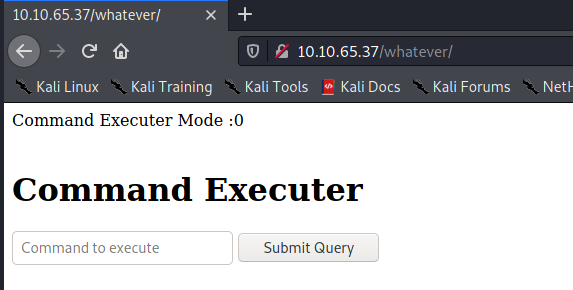 10.10.65.37/whatever/
10.10.65.37/whatever/
Kali Linux Kali Training Kali Tools Kali Docs Kali Forums NetH
Command Executer Mode :0
Command Executer
Command to execute Submit Query